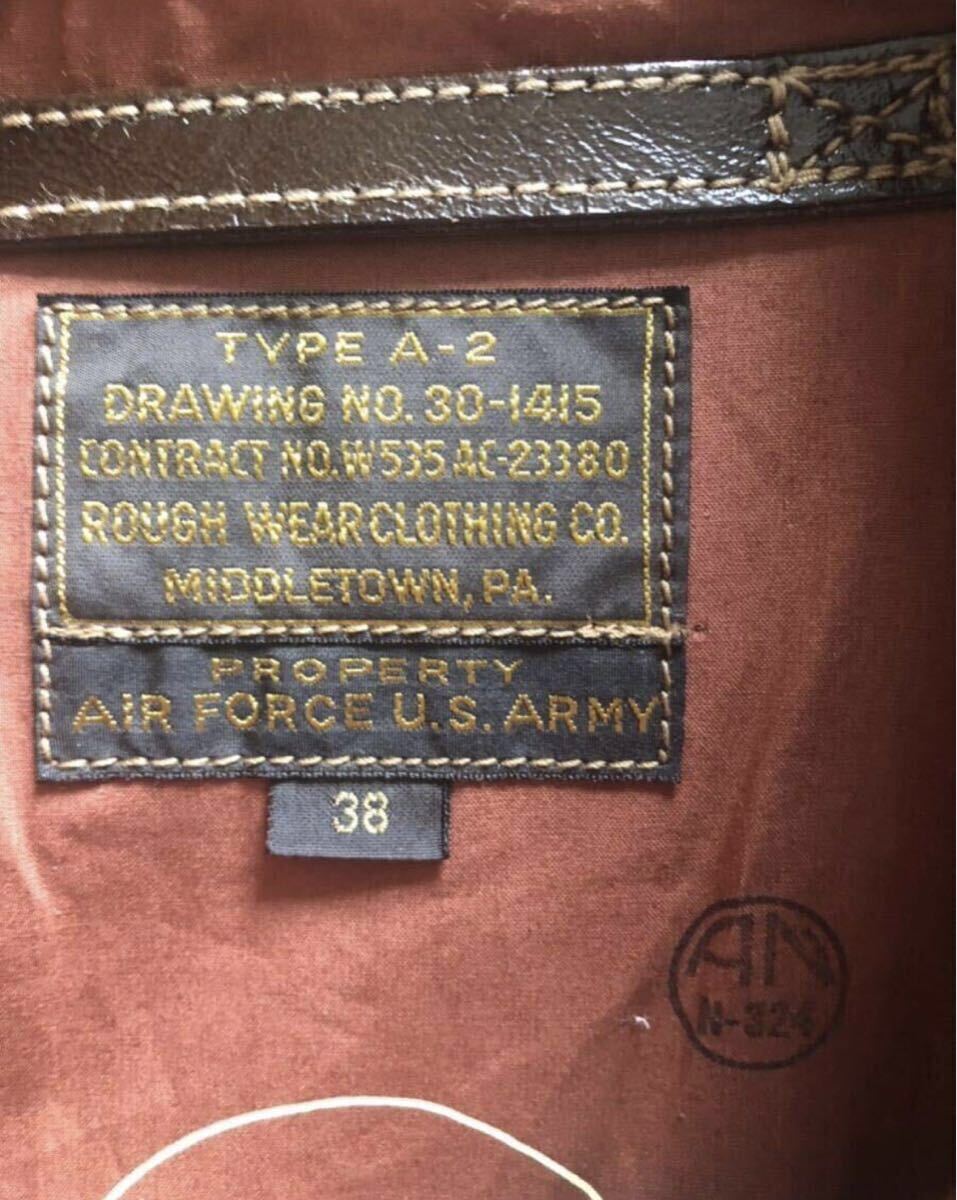 TYPE A-2
DRAWING NO. 30-1415
CONTRACT NO. W535 AC-23380
ROUGH WEAR CLOTHING CO.
MIDDLETOWN, PA.
PROPERTY
AIR FORCE U.S. ARMY
38
AN
N-324